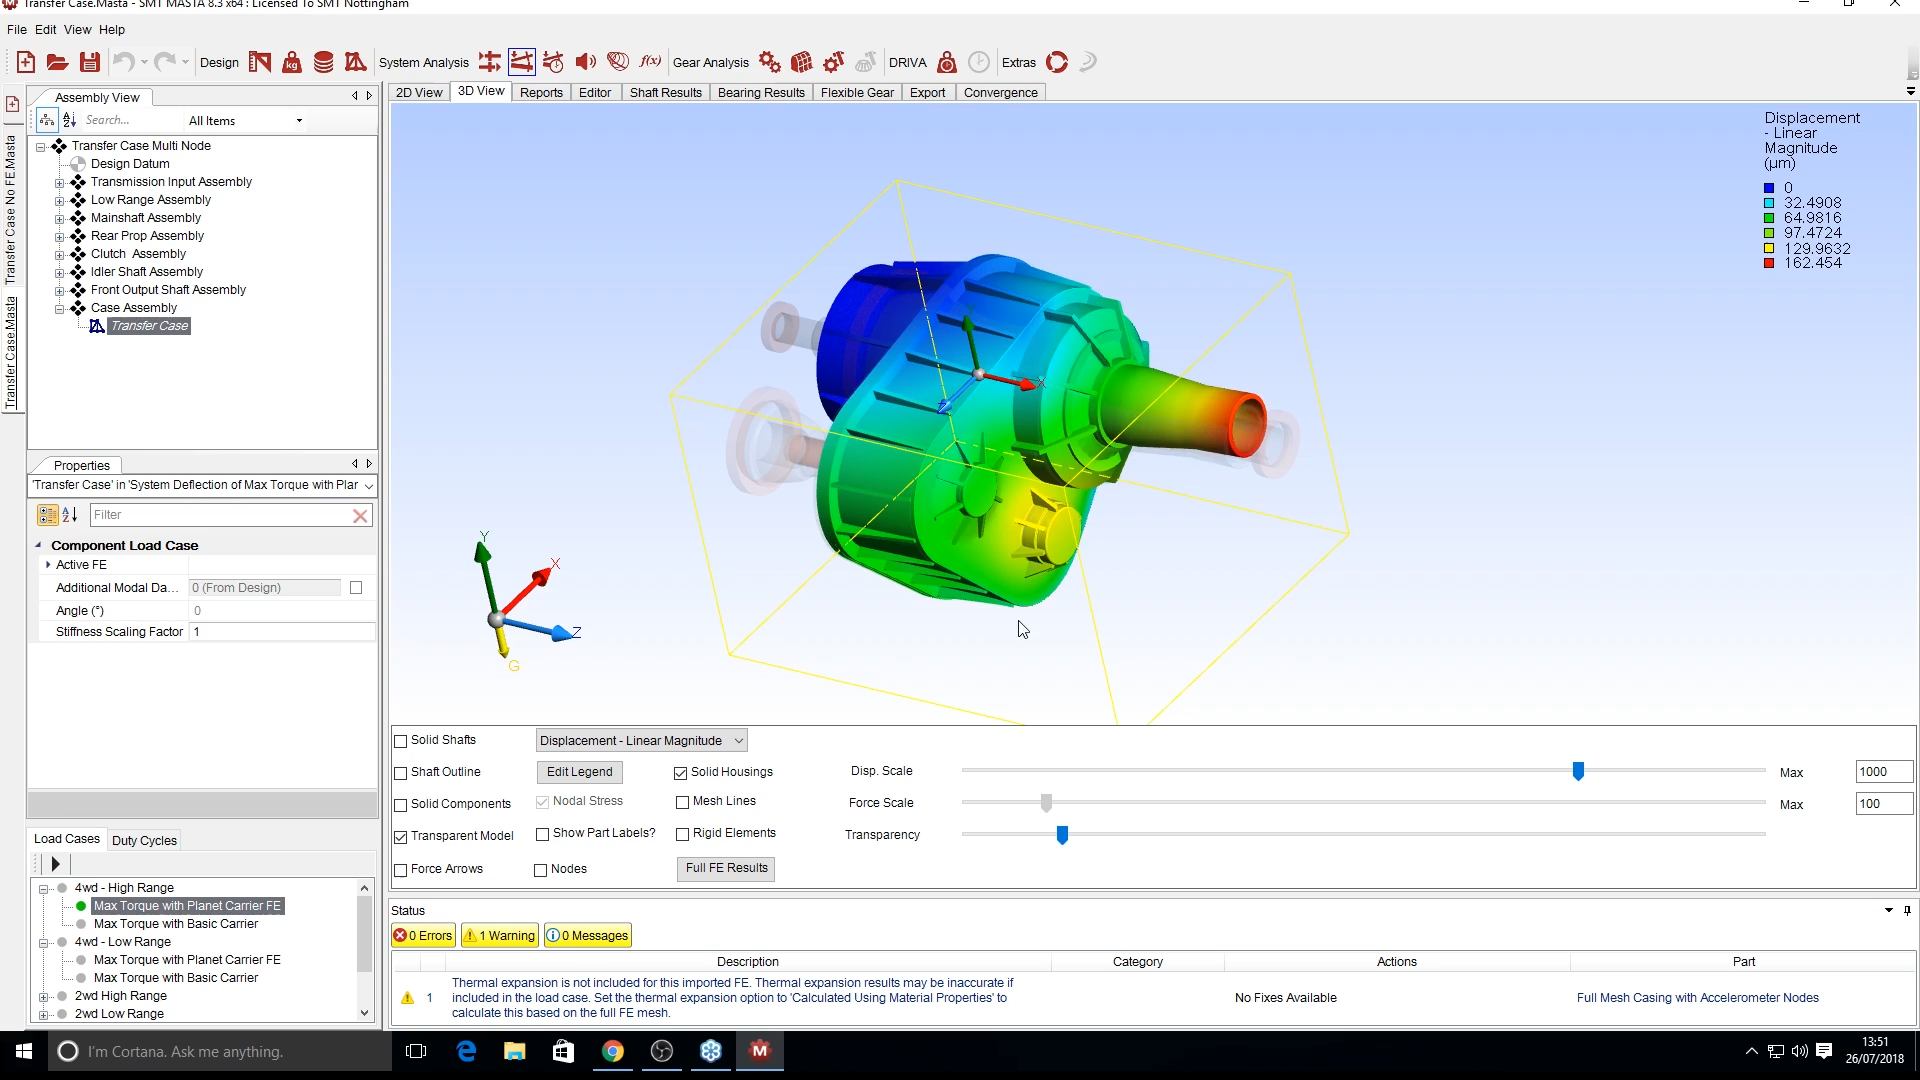 Transfer Case.Masta - SMT MASTA 8.3 x64 : Licensed To SMT Nottingham
File Edit View Help
Design kg System Analysis f(x) Gear Analysis DRIVA Extras
Transfer Case No FE.Masta
Transfer Case.Masta
Assembly View
Search... All Items
Transfer Case Multi Node
Design Datum
Transmission Input Assembly
Low Range Assembly
Mainshaft Assembly
Rear Prop Assembly
Clutch Assembly
Idler Shaft Assembly
Front Output Shaft Assembly
Case Assembly
Transfer Case
Properties
'Transfer Case' in 'System Deflection of Max Torque with Plar
Filter
Component Load Case
Active FE
Additional Modal Da... 0 (From Design)
Angle (°) 0
Stiffness Scaling Factor 1
Load Cases Duty Cycles
4wd - High Range
Max Torque with Planet Carrier FE
Max Torque with Basic Carrier
4wd - Low Range
Max Torque with Planet Carrier FE
Max Torque with Basic Carrier
2wd High Range
2wd Low Range
2D View 3D View Reports Editor Shaft Results Bearing Results Flexible Gear Export Convergence
Displacement
- Linear
Magnitude
(µm)
0
32.4908
64.9816
97.4724
129.9632
162.454
X
Y
X
Z
G
Solid Shafts Displacement - Linear Magnitude
Shaft Outline Edit Legend Solid Housings Disp. Scale Max 1000
Solid Components Nodal Stress Mesh Lines Force Scale Max 100
Transparent Model Show Part Labels? Rigid Elements Transparency
Force Arrows Nodes Full FE Results
Status
0 Errors 1 Warning 0 Messages
Description Category Actions Part
1 Thermal expansion is not included for this imported FE. Thermal expansion results may be inaccurate if
included in the load case. Set the thermal expansion option to 'Calculated Using Material Properties' to
calculate this based on the full FE mesh.
No Fixes Available Full Mesh Casing with Accelerometer Nodes
I'm Cortana. Ask me anything.
13:51
26/07/2018